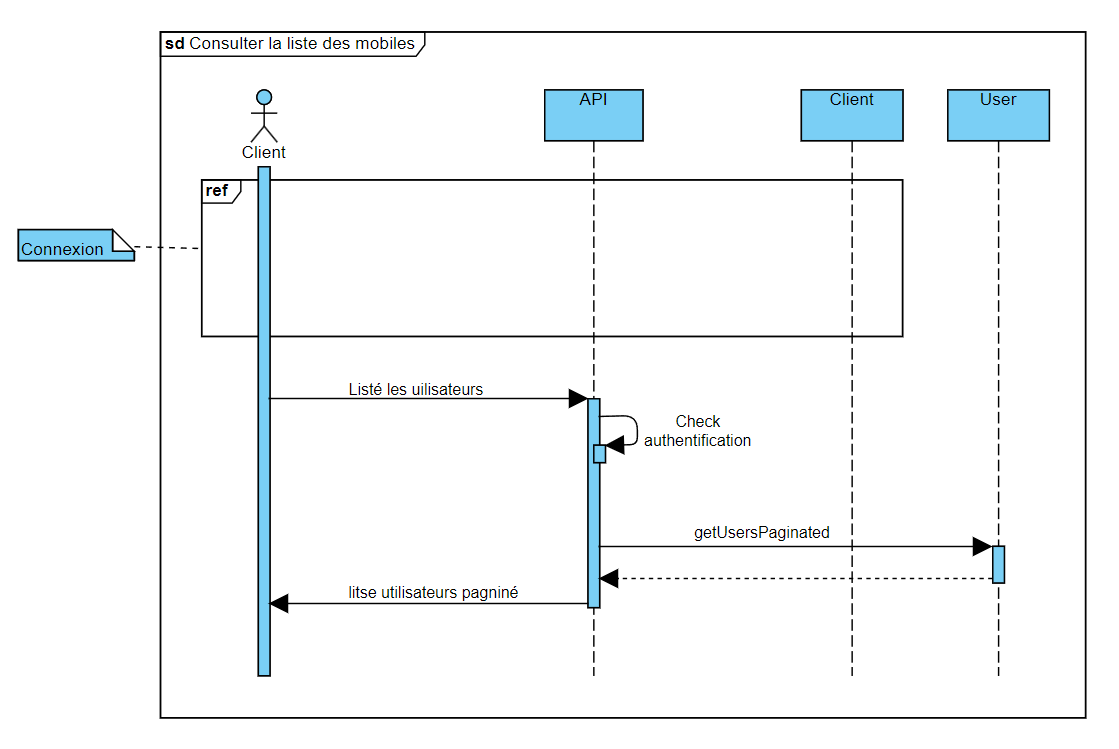 sd Consulter la liste des mobiles
API
Client
User
Client
ref
Connexion
Listé les uilisateurs
Check
authentification
getUsersPaginated
litse utilisateurs pagniné